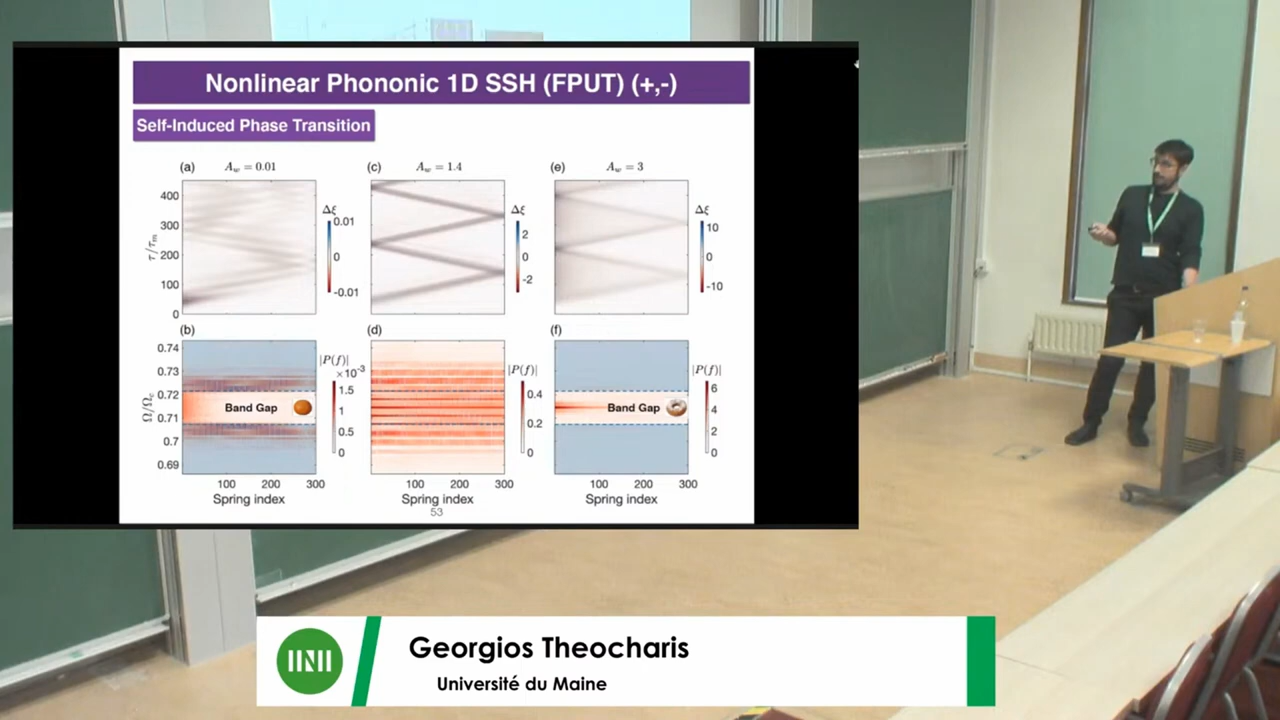 Nonlinear Phononic 1D SSH (FPUT) (+,-)
Self-Induced Phase Transition
(a) A_w = 0.01
(c) A_w = 1.4
(e) A_w = 3
400
300
200
100
0
τ/τ_m
Δξ
0.01
0
-0.01
Δξ
2
0
-2
Δξ
10
0
-10
(b)
(d)
(f)
0.74
0.73
0.72
0.71
0.7
0.69
Band Gap
|P(f)|
×10⁻³
1.5
1
0.5
0
|P(f)|
0.4
0.2
0
Band Gap
|P(f)|
6
4
2
0
100 200 300
100 200 300
100 200 300
Spring index
Spring index
Spring index
53
Georgios Theocharis
Université du Maine